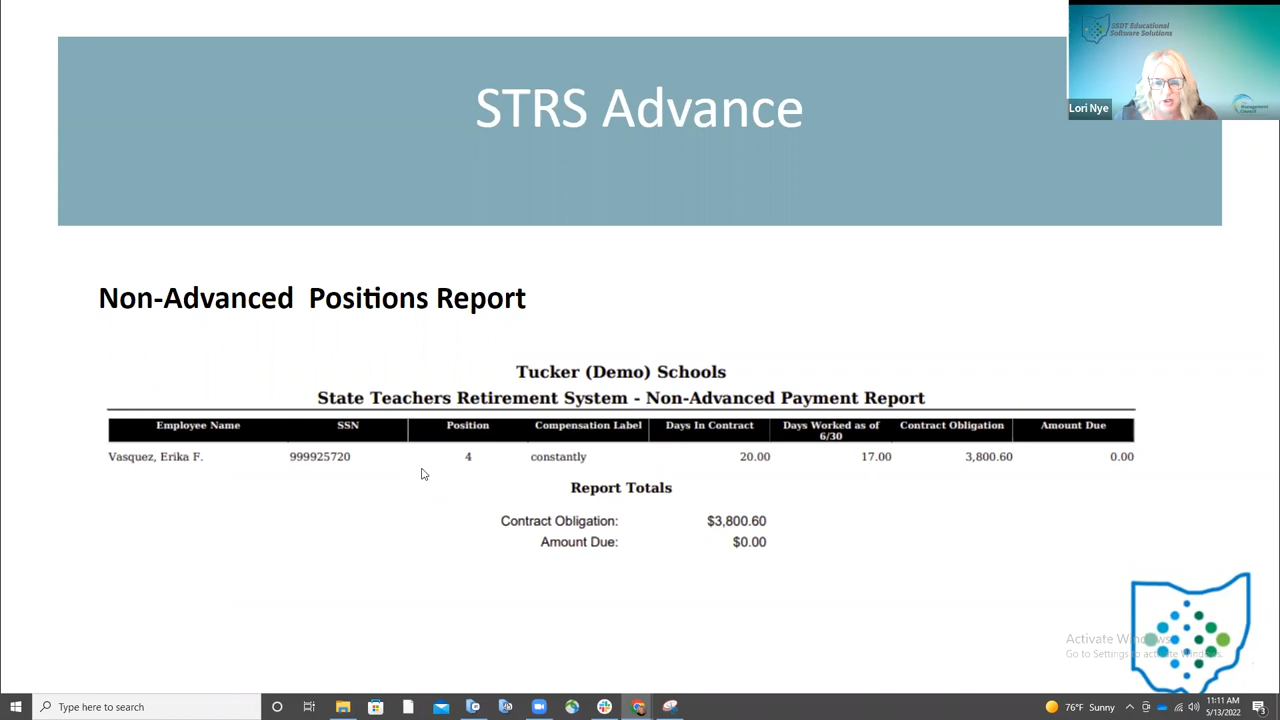 SSDT Educational
Software Solutions
Lori Nye
Management
Council
STRS Advance
Non-Advanced Positions Report
Tucker (Demo) Schools
State Teachers Retirement System - Non-Advanced Payment Report
Employee Name SSN Position Compensation Label Days In Contract Days Worked as of 6/30 Contract Obligation Amount Due
Vasquez, Erika F. 999925720 4 constantly 20.00 17.00 3,800.60 0.00
Report Totals
Contract Obligation: $3,800.60
Amount Due: $0.00
Activate Windows
Go to Settings to activate Windows.
Type here to search
76°F Sunny
11:11 AM
5/13/2022
3